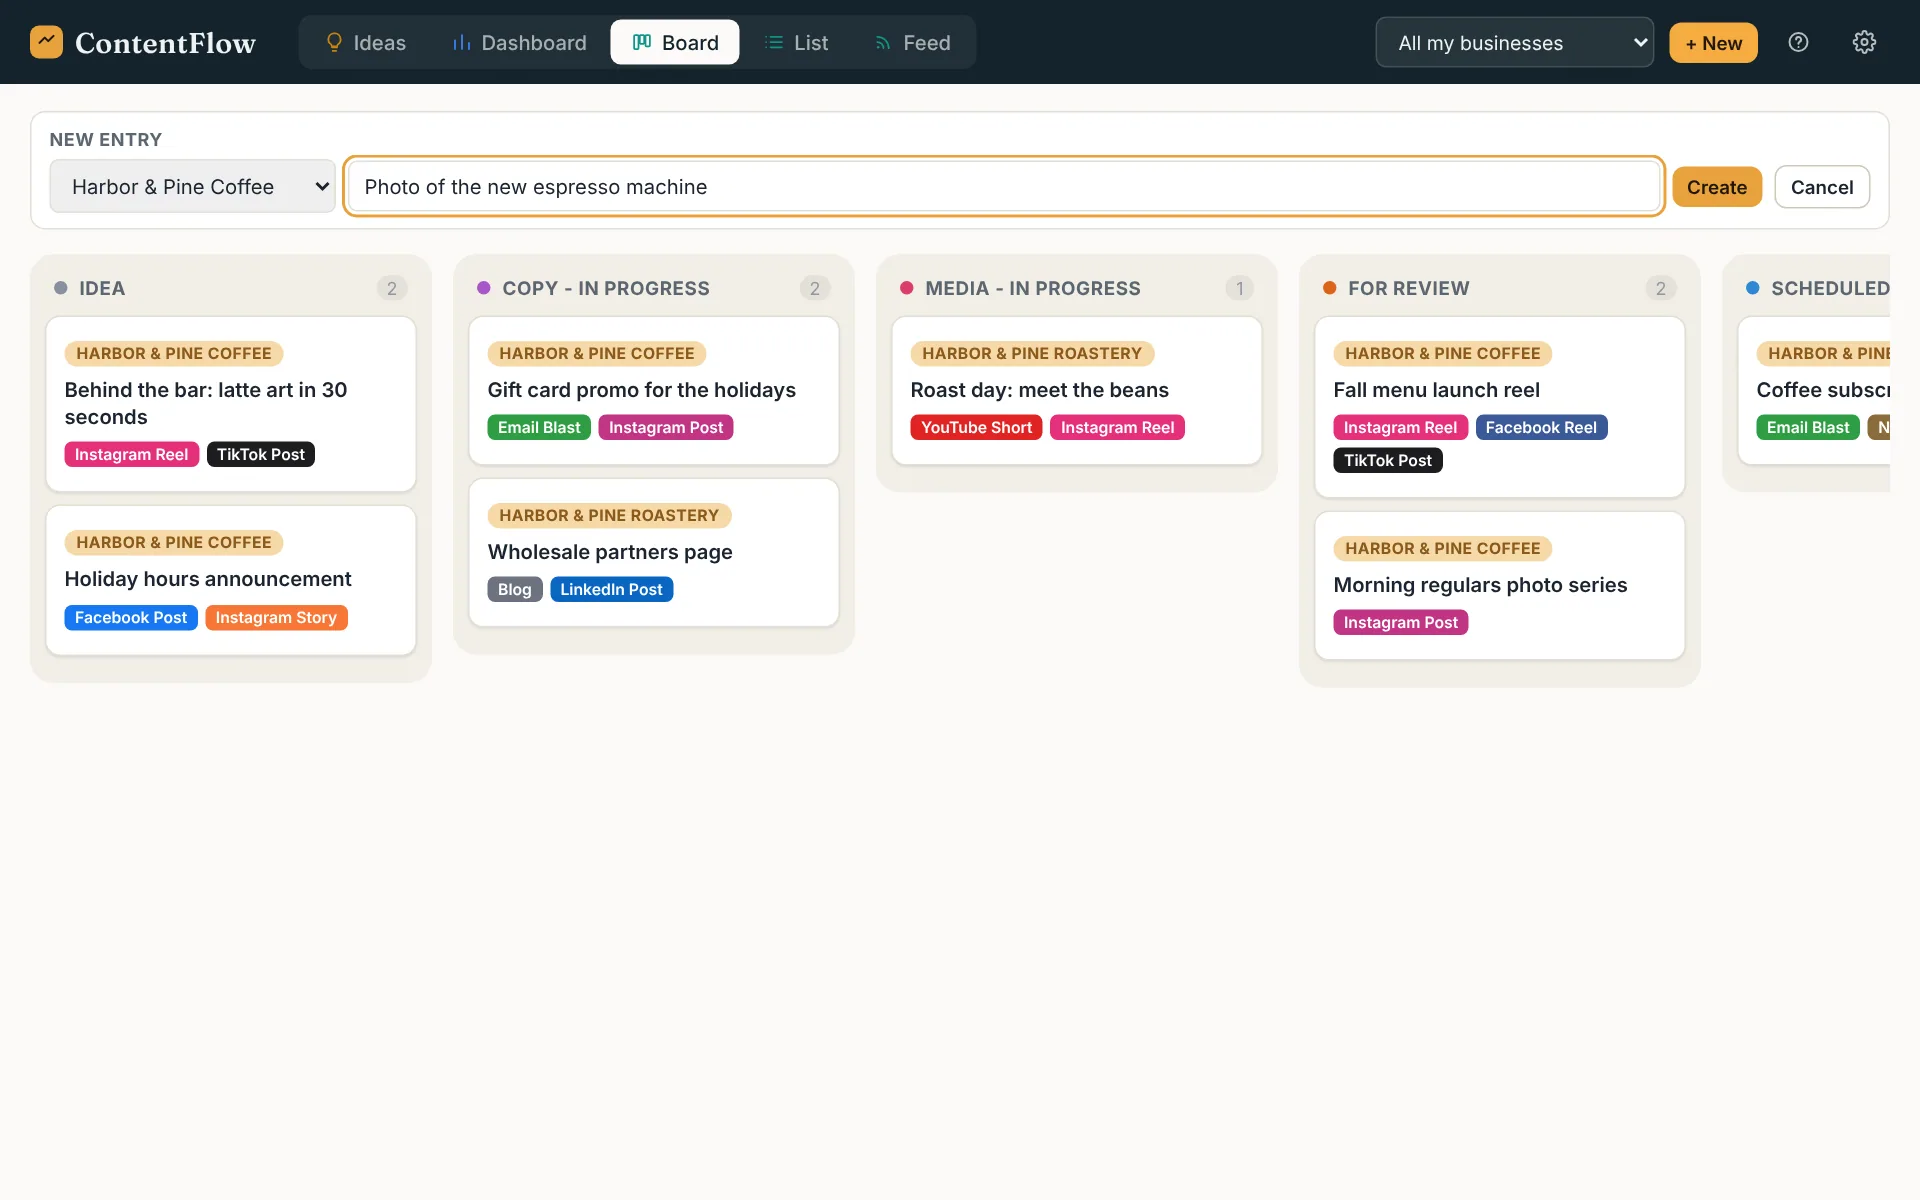 ContentFlow
Ideas
Dashboard
Board
List
Feed
All my businesses
+ New
NEW ENTRY
Harbor & Pine Coffee
Photo of the new espresso machine
Create
Cancel
IDEA
2
HARBOR & PINE COFFEE
Behind the bar: latte art in 30
seconds
Instagram Reel
TikTok Post
HARBOR & PINE COFFEE
Holiday hours announcement
Facebook Post
Instagram Story
COPY - IN PROGRESS
2
HARBOR & PINE COFFEE
Gift card promo for the holidays
Email Blast
Instagram Post
HARBOR & PINE ROASTERY
Wholesale partners page
Blog
LinkedIn Post
MEDIA - IN PROGRESS
1
HARBOR & PINE ROASTERY
Roast day: meet the beans
YouTube Short
Instagram Reel
FOR REVIEW
2
HARBOR & PINE COFFEE
Fall menu launch reel
Instagram Reel
Facebook Reel
TikTok Post
HARBOR & PINE COFFEE
Morning regulars photo series
Instagram Post
SCHEDULED
HARBOR & PINE
Coffee subscr
Email Blast
N